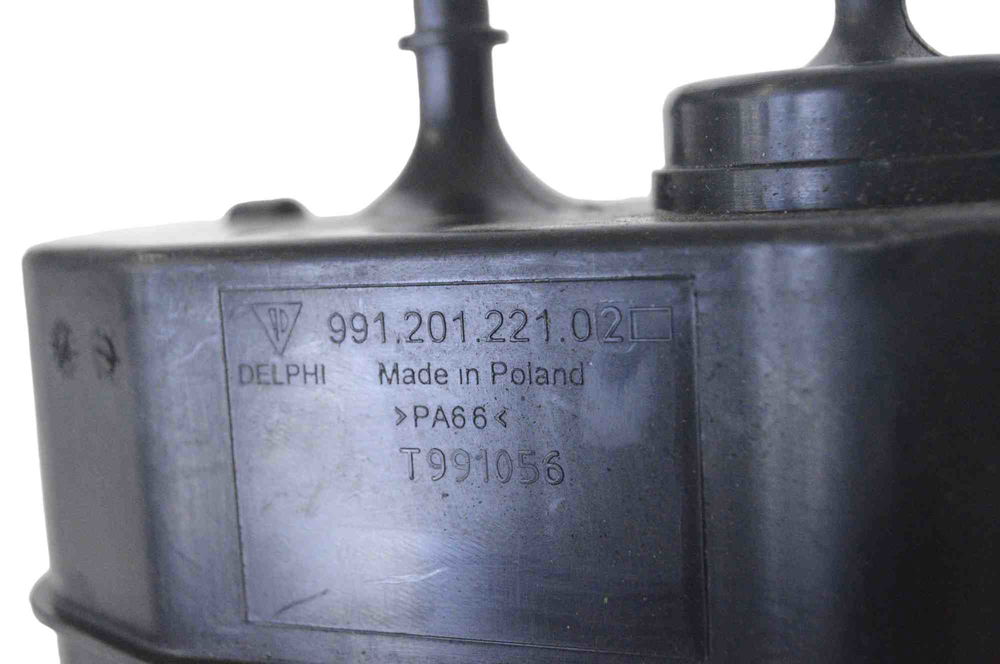 991.201.221.02
DELPHI Made in Poland
>PA66<
T991056